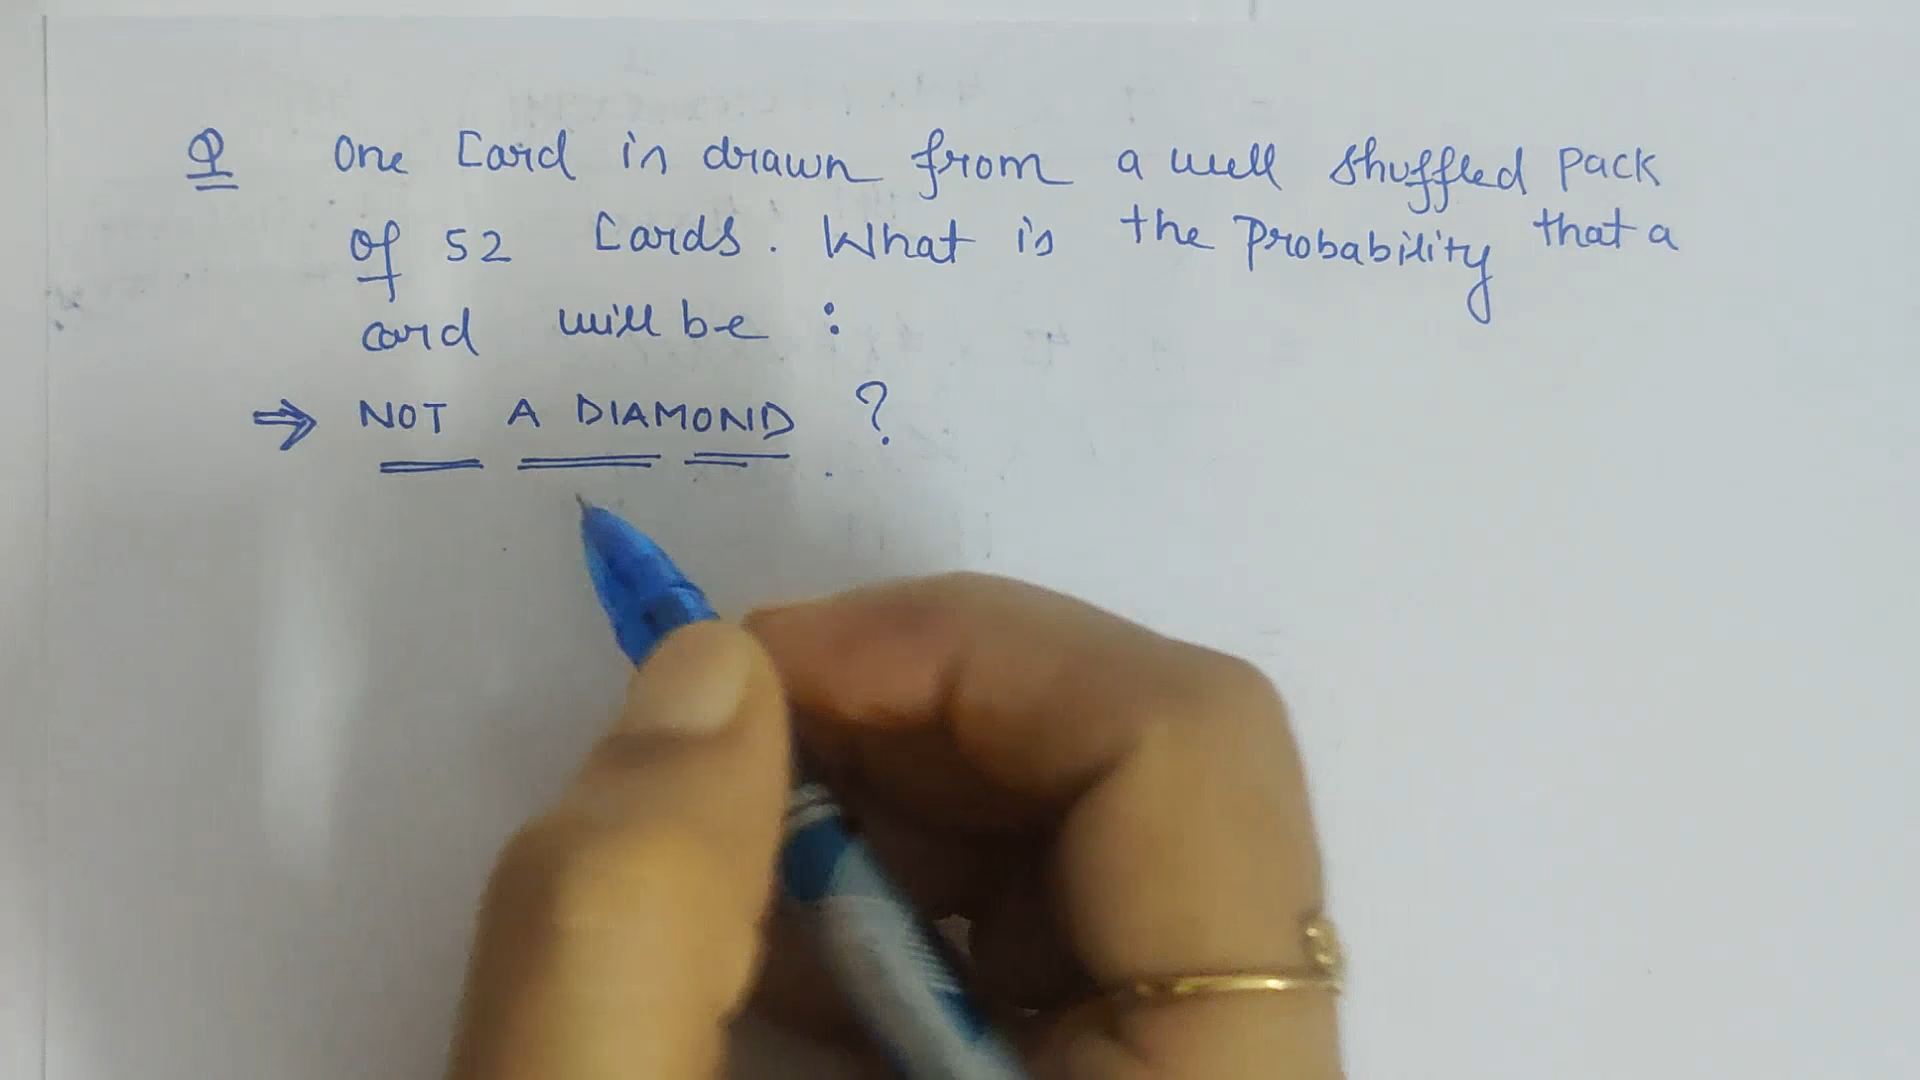 Q One Card is drawn from a well shuffled pack
of 52 Cards. What is the Probability that a
card will be :
⇒ NOT A DIAMOND ?